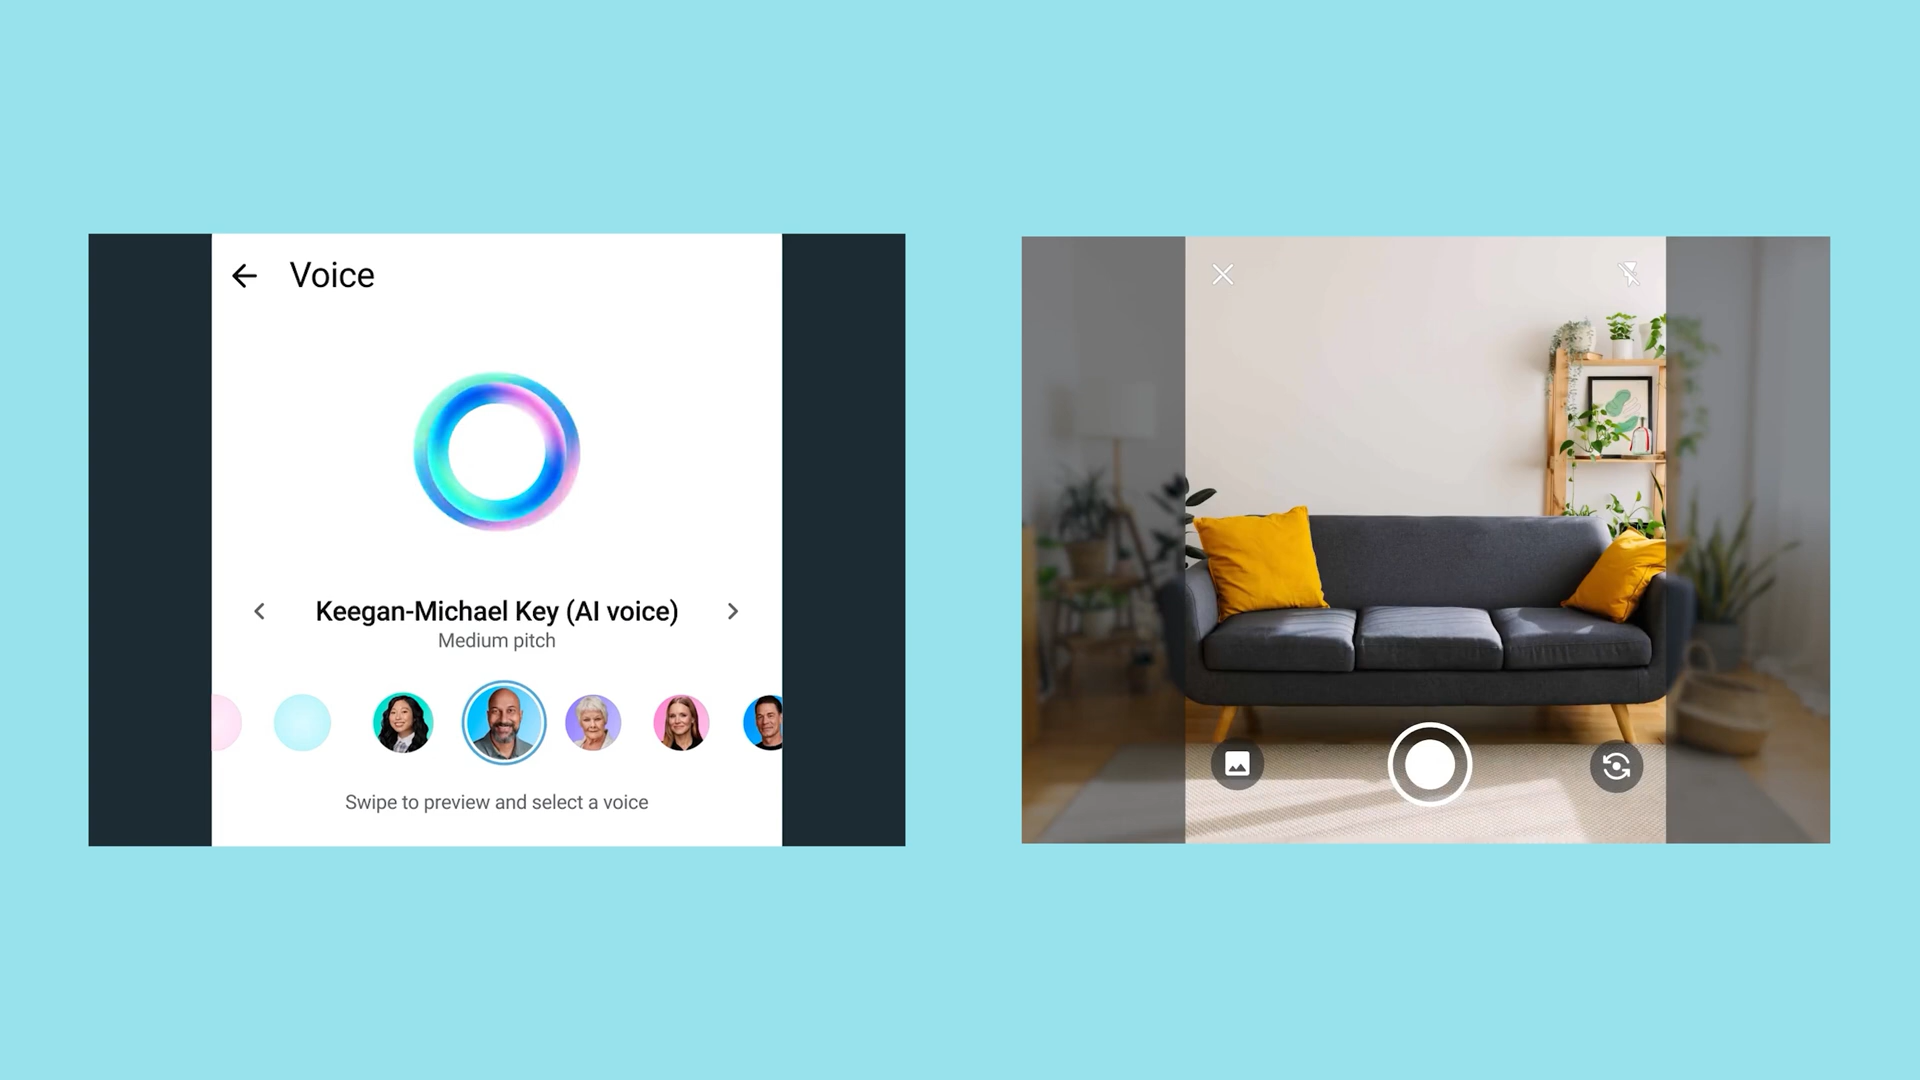 Voice
Keegan-Michael Key (AI voice)
Medium pitch
Swipe to preview and select a voice